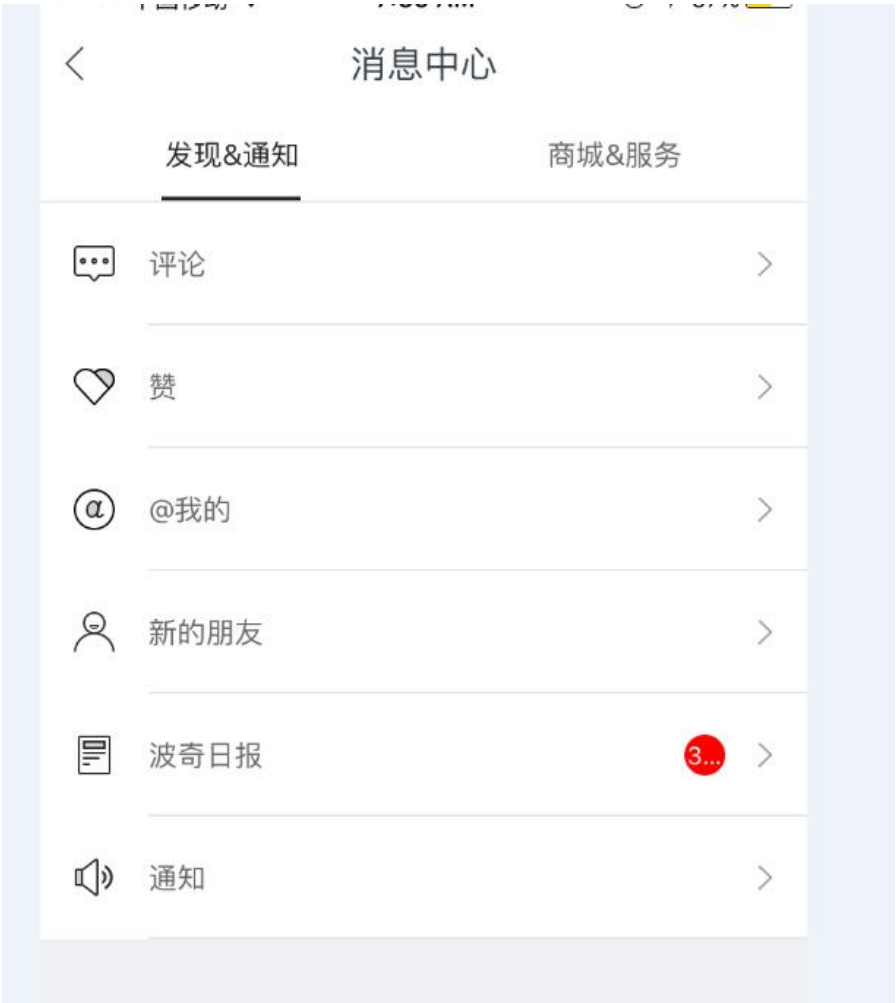 消息中心
发现&通知 商城&服务
评论
赞
@我的
新的朋友
波奇日报 3...
通知